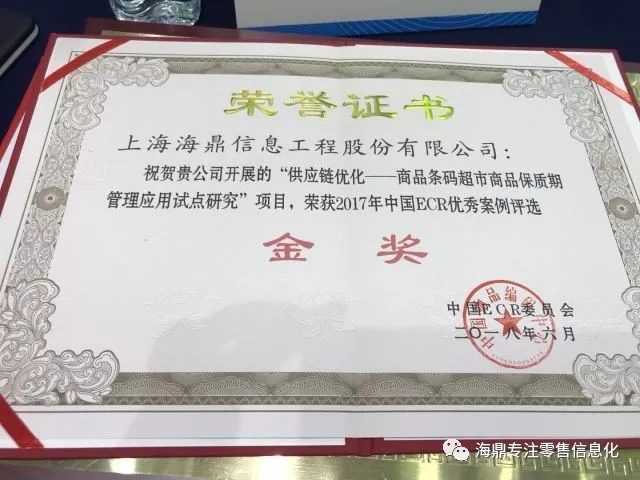 荣誉证书
上海海鼎信息工程股份有限公司：
祝贺贵公司开展的“供应链优化——商品条码超市商品保质期
管理应用试点研究”项目，荣获2017年中国ECR优秀案例评选
金奖
中国ECR委员会
二〇一八年六月
海鼎专注零售信息化